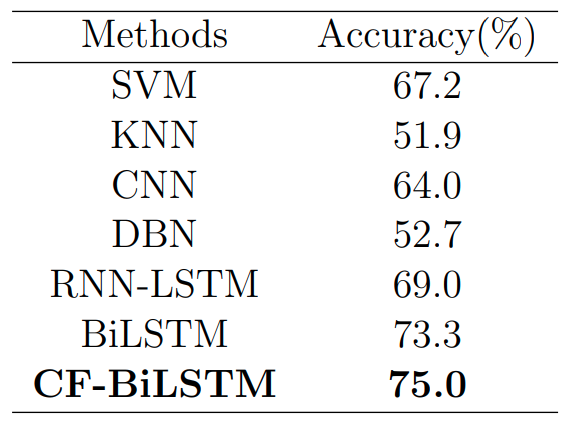 Methods Accuracy(%)
SVM 67.2
KNN 51.9
CNN 64.0
DBN 52.7
RNN-LSTM 69.0
BiLSTM 73.3
CF-BiLSTM 75.0